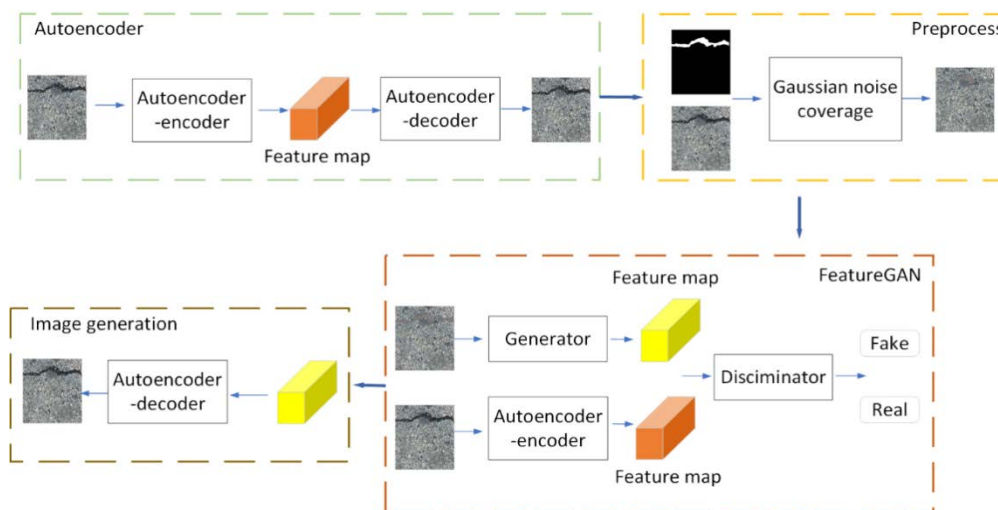 Autoencoder
Autoencoder
-encoder
Feature map
Autoencoder
-decoder
Preprocess
Gaussian noise
coverage
FeatureGAN
Feature map
Generator
Disciminator
Fake
Real
Autoencoder
-encoder
Feature map
Image generation
Autoencoder
-decoder